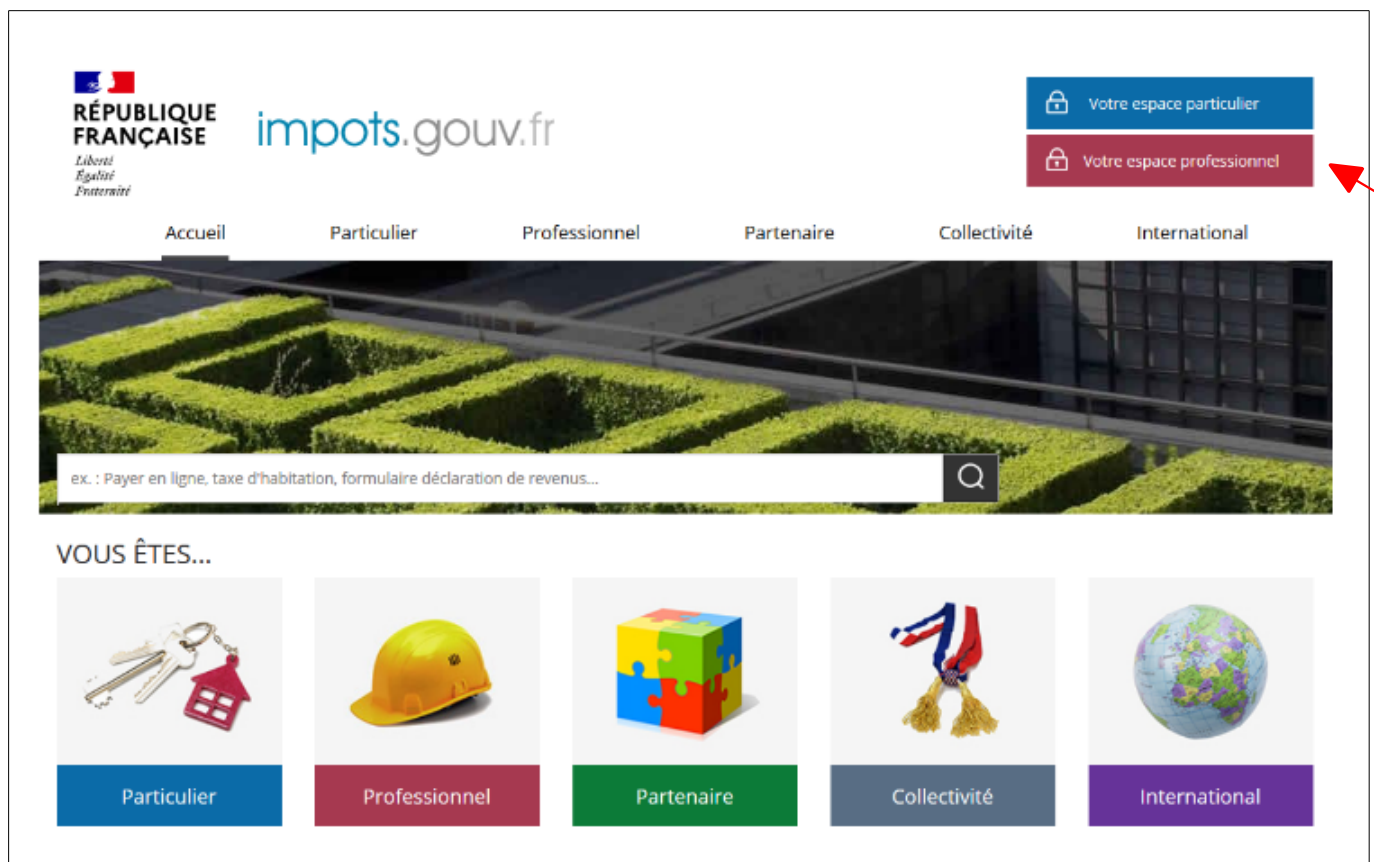 RÉPUBLIQUE
FRANÇAISE
Liberté
Égalité
Fraternité
impots.gouv.fr
Votre espace particulier
Votre espace professionnel
Accueil Particulier Professionnel Partenaire Collectivité International
ex. : Payer en ligne, taxe d'habitation, formulaire déclaration de revenus...
VOUS ÊTES...
Particulier Professionnel Partenaire Collectivité International